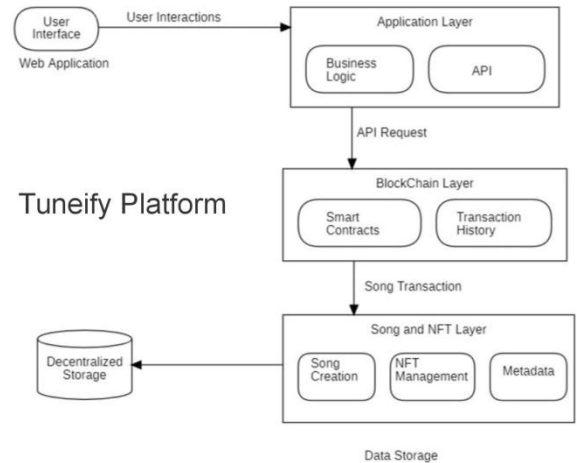 User
Interface
User Interactions
Web Application
Application Layer
Business
Logic
API
API Request
BlockChain Layer
Smart
Contracts
Transaction
History
Tuneify Platform
Song Transaction
Song and NFT Layer
Song
Creation
NFT
Management
Metadata
Decentralized
Storage
Data Storage